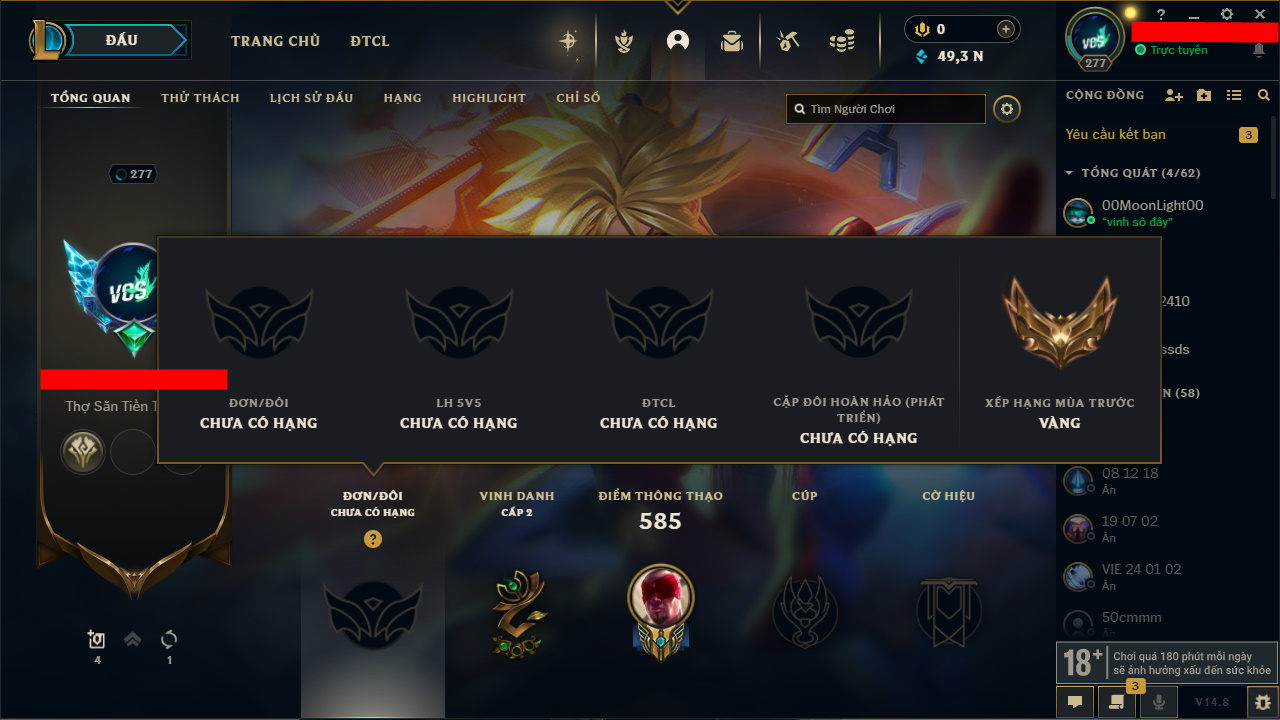 ĐẤU
TRANG CHỦ
ĐTCL
0
49,3 N
277
Trực tuyến
TỔNG QUAN
THỬ THÁCH
LỊCH SỬ ĐẤU
HẠNG
HIGHLIGHT
CHỈ SỐ
Tìm Người Chơi
CỘNG ĐỒNG
Yêu cầu kết bạn
3
TỔNG QUÁT (4/62)
00MoonLight00
"vinh sô đây"
2410
ssds
N (58)
08 12 18
Ẩn
19 07 02
Ẩn
VIE 24 01 02
Ẩn
50cmmm
Ẩn
277
VCS
VCS
Thợ Săn Tiền T
ĐƠN/ĐÔI
CHƯA CÓ HẠNG
LH 5V5
CHƯA CÓ HẠNG
ĐTCL
CHƯA CÓ HẠNG
CẶP ĐÔI HOÀN HẢO (PHÁT
TRIỂN)
CHƯA CÓ HẠNG
XẾP HẠNG MÙA TRƯỚC
VÀNG
ĐƠN/ĐÔI
CHƯA CÓ HẠNG
?
VINH DANH
CẤP 2
ĐIỂM THÔNG THẠO
585
CÚP
CỜ HIỆU
4
1
18+
Chơi quá 180 phút mỗi ngày
sẽ ảnh hưởng xấu đến sức khỏe
3
V14.8